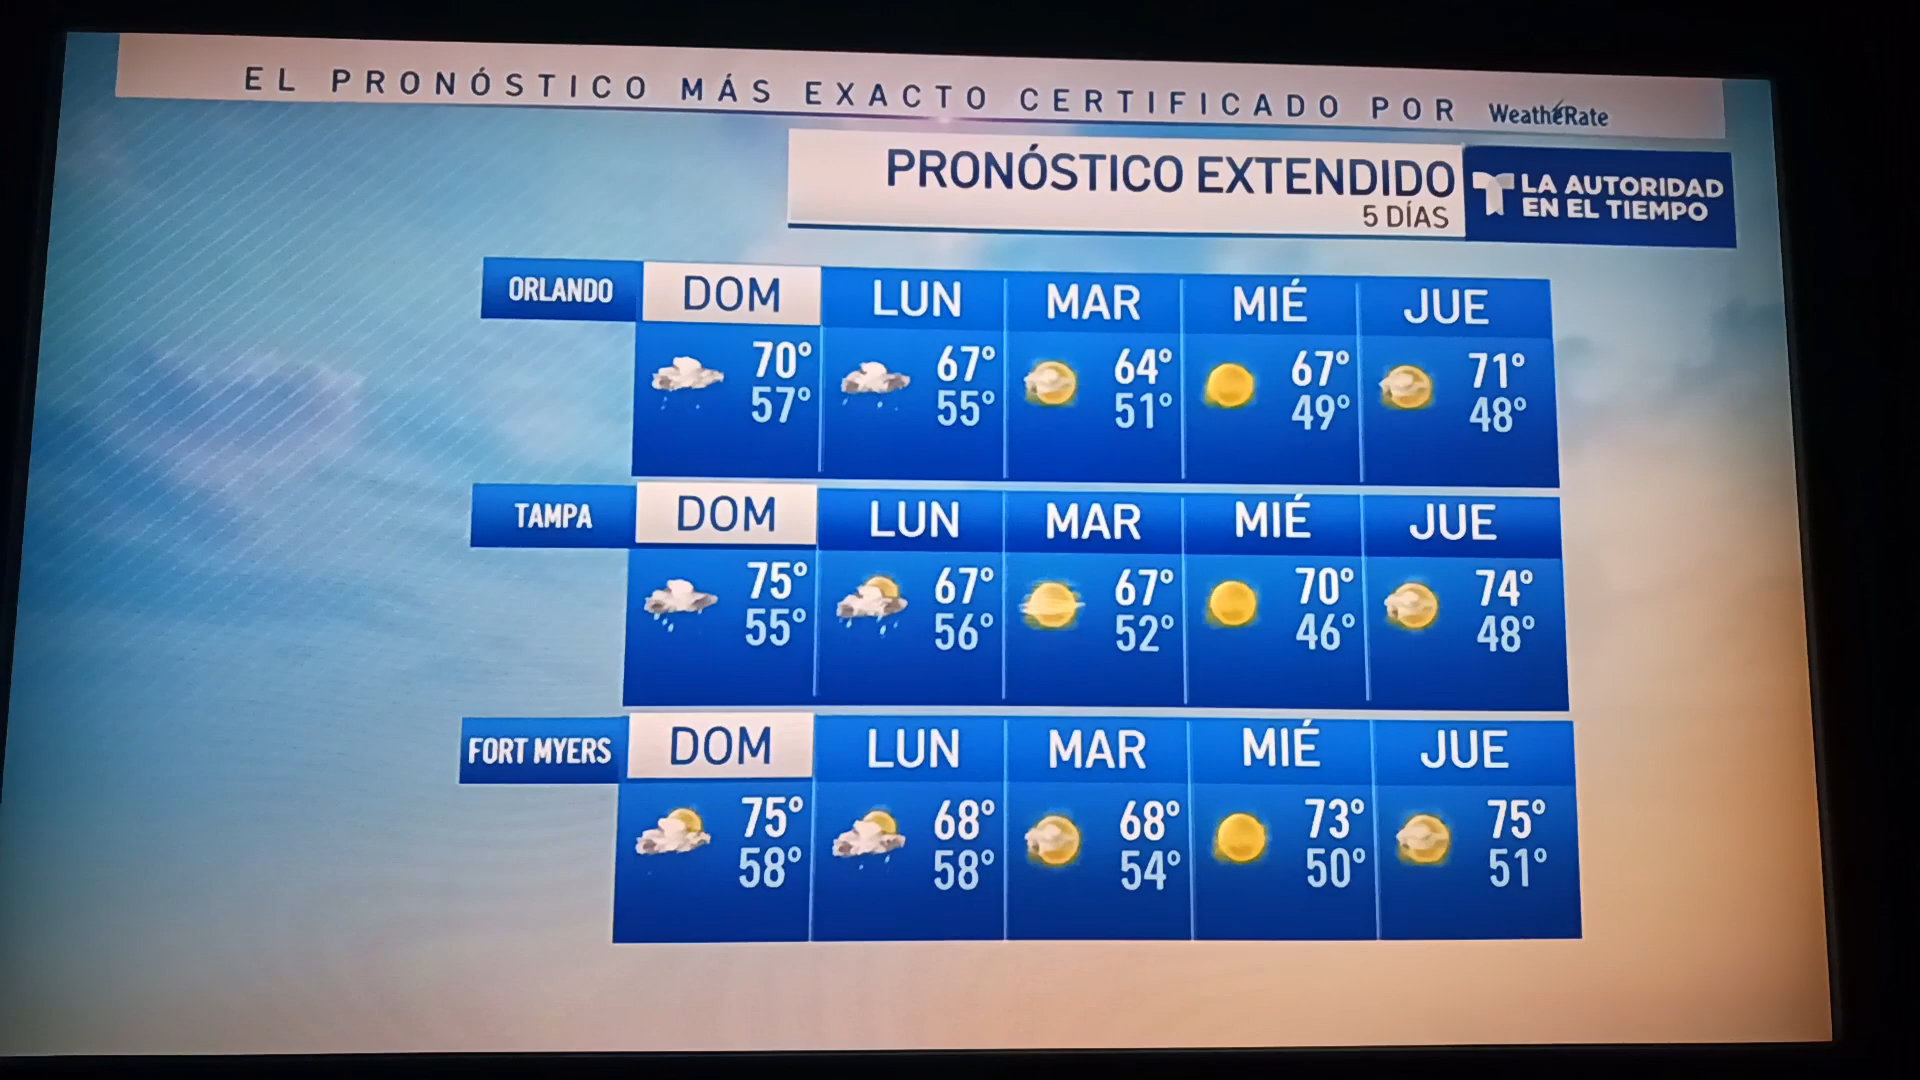 EL PRONÓSTICO MÁS EXACTO CERTIFICADO POR WeatheRate
PRONÓSTICO EXTENDIDO
5 DÍAS
LA AUTORIDAD
EN EL TIEMPO
ORLANDO DOM LUN MAR MIÉ JUE
70° 67° 64° 67° 71°
57° 55° 51° 49° 48°
TAMPA DOM LUN MAR MIÉ JUE
75° 67° 67° 70° 74°
55° 56° 52° 46° 48°
FORT MYERS DOM LUN MAR MIÉ JUE
75° 68° 68° 73° 75°
58° 58° 54° 50° 51°